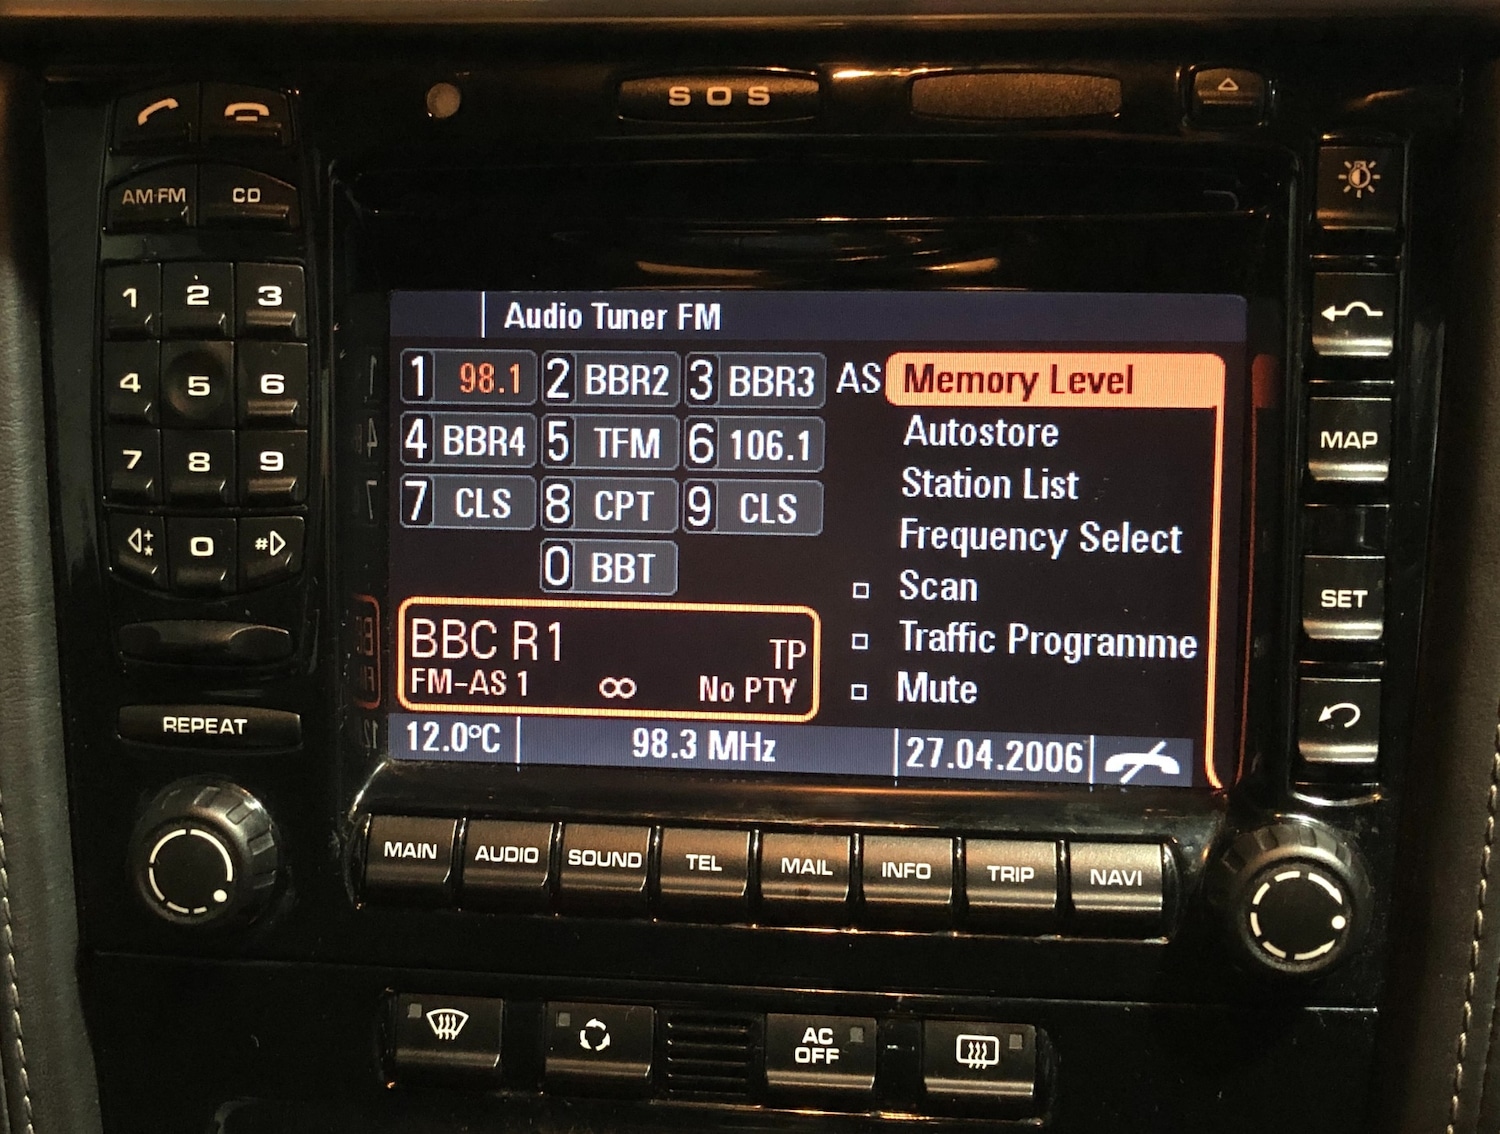 SOS
AM·FM CD
1 2 3
4 5 6
7 8 9
* 0 #
REPEAT
Audio Tuner FM
1 98.1 2 BBR2 3 BBR3 AS Memory Level
4 BBR4 5 TFM 6 106.1 Autostore
7 CLS 8 CPT 9 CLS Station List
0 BBT Frequency Select
Scan
BBC R1 TP Traffic Programme
FM-AS 1 ∞ No PTY Mute
12.0°C 98.3 MHz 27.04.2006
MAP
SET
MAIN AUDIO SOUND TEL MAIL INFO TRIP NAVI
AC
OFF